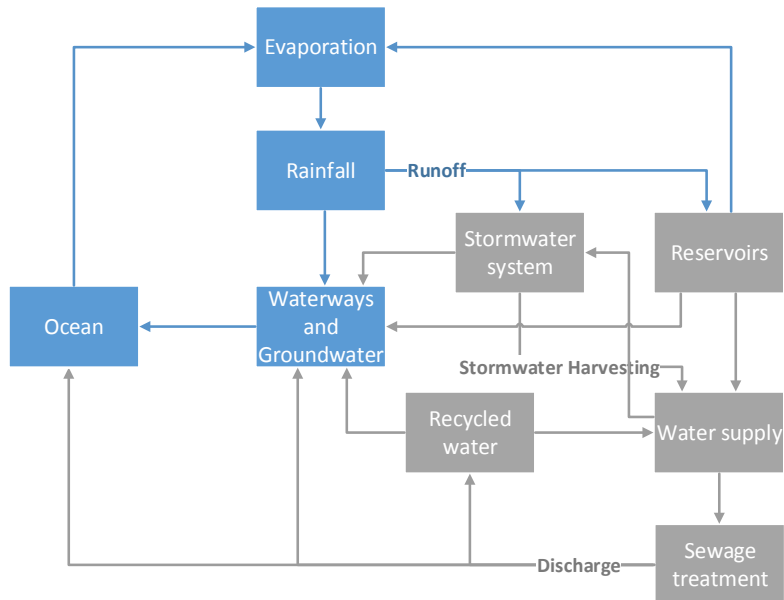 Evaporation
Rainfall
Runoff
Stormwater
system
Reservoirs
Ocean
Waterways
and
Groundwater
Stormwater Harvesting
Recycled
water
Water supply
Discharge
Sewage
treatment